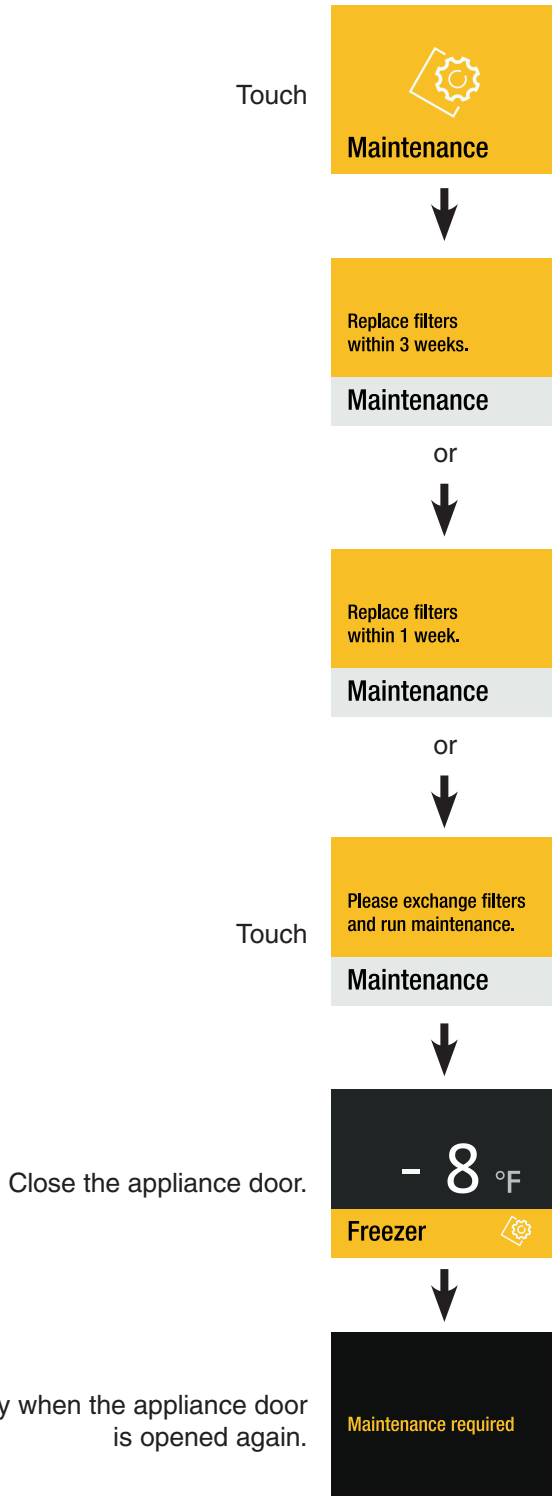 Touch
Maintenance
Replace filters
within 3 weeks.
Maintenance
or
Replace filters
within 1 week.
Maintenance
or
Please exchange filters
and run maintenance.
Touch
Maintenance
- 8 °F
Close the appliance door.
Freezer
when the appliance door
is opened again.
Maintenance required